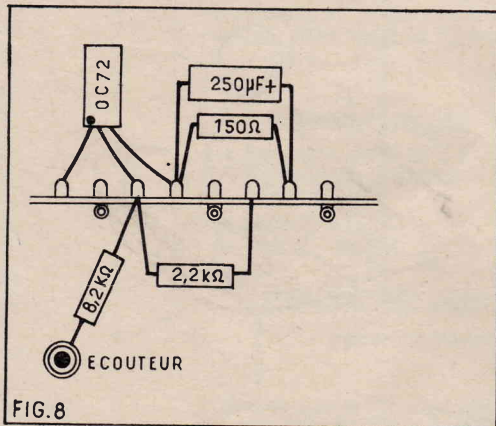 OC72
250µF+
150Ω
2,2kΩ
8,2kΩ
ECOUTEUR
FIG.8